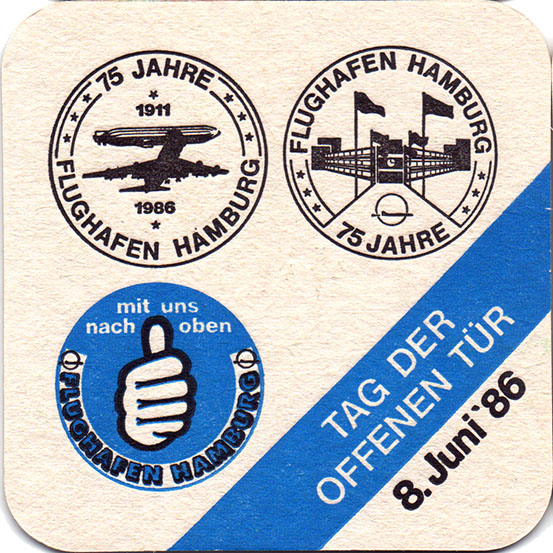 75 JAHRE
1911
1986
FLUGHAFEN HAMBURG
FLUGHAFEN HAMBURG
75 JAHRE
mit uns
nach oben
FLUGHAFEN HAMBURG
TAG DER
OFFENEN TÜR
8. Juni '86